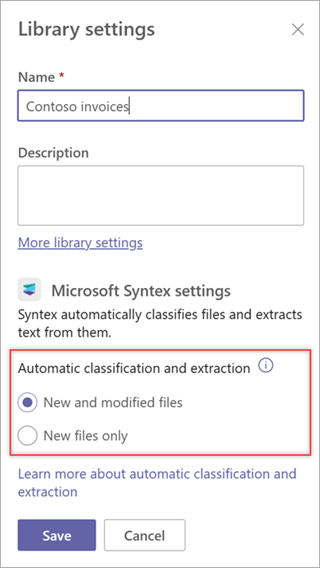 Library settings
Name *
Contoso invoices
Description
More library settings
Microsoft Syntex settings
Syntex automatically classifies files and extracts
text from them.
Automatic classification and extraction
New and modified files
New files only
Learn more about automatic classification and
extraction
Save
Cancel